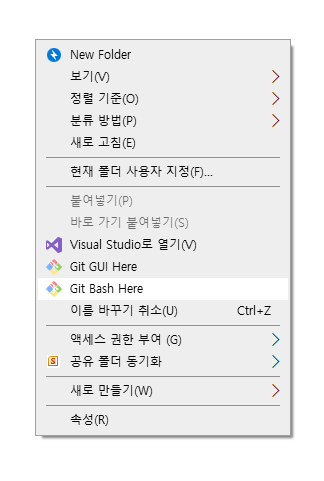 New Folder
보기(V)
정렬 기준(O)
분류 방법(P)
새로 고침(E)
현재 폴더 사용자 지정(F)...
붙여넣기(P)
바로 가기 붙여넣기(S)
Visual Studio로 열기(V)
Git GUI Here
Git Bash Here
이름 바꾸기 취소(U) Ctrl+Z
액세스 권한 부여 (G)
공유 폴더 동기화
새로 만들기(W)
속성(R)